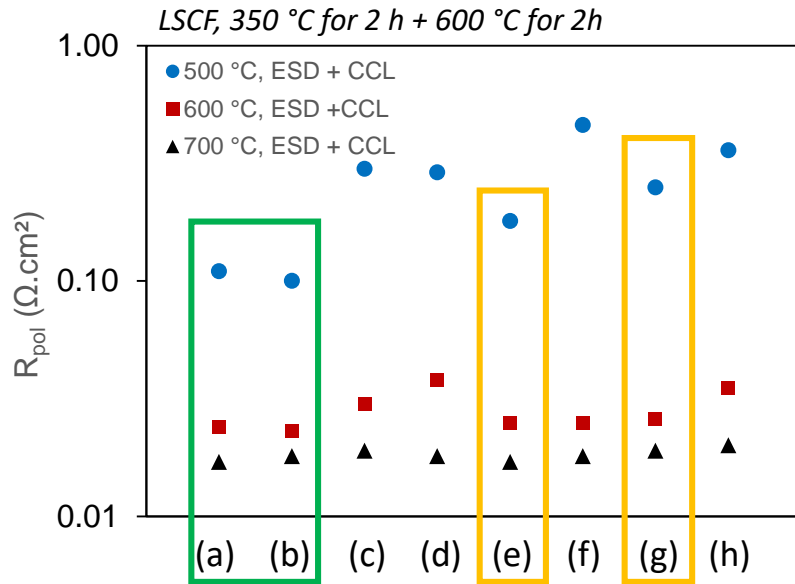 LSCF, 350 °C for 2 h + 600 °C for 2h
1.00
500 °C, ESD + CCL
600 °C, ESD +CCL
700 °C, ESD + CCL
R_pol (Ω.cm²)
0.10
0.01
(a) (b) (c) (d) (e) (f) (g) (h)